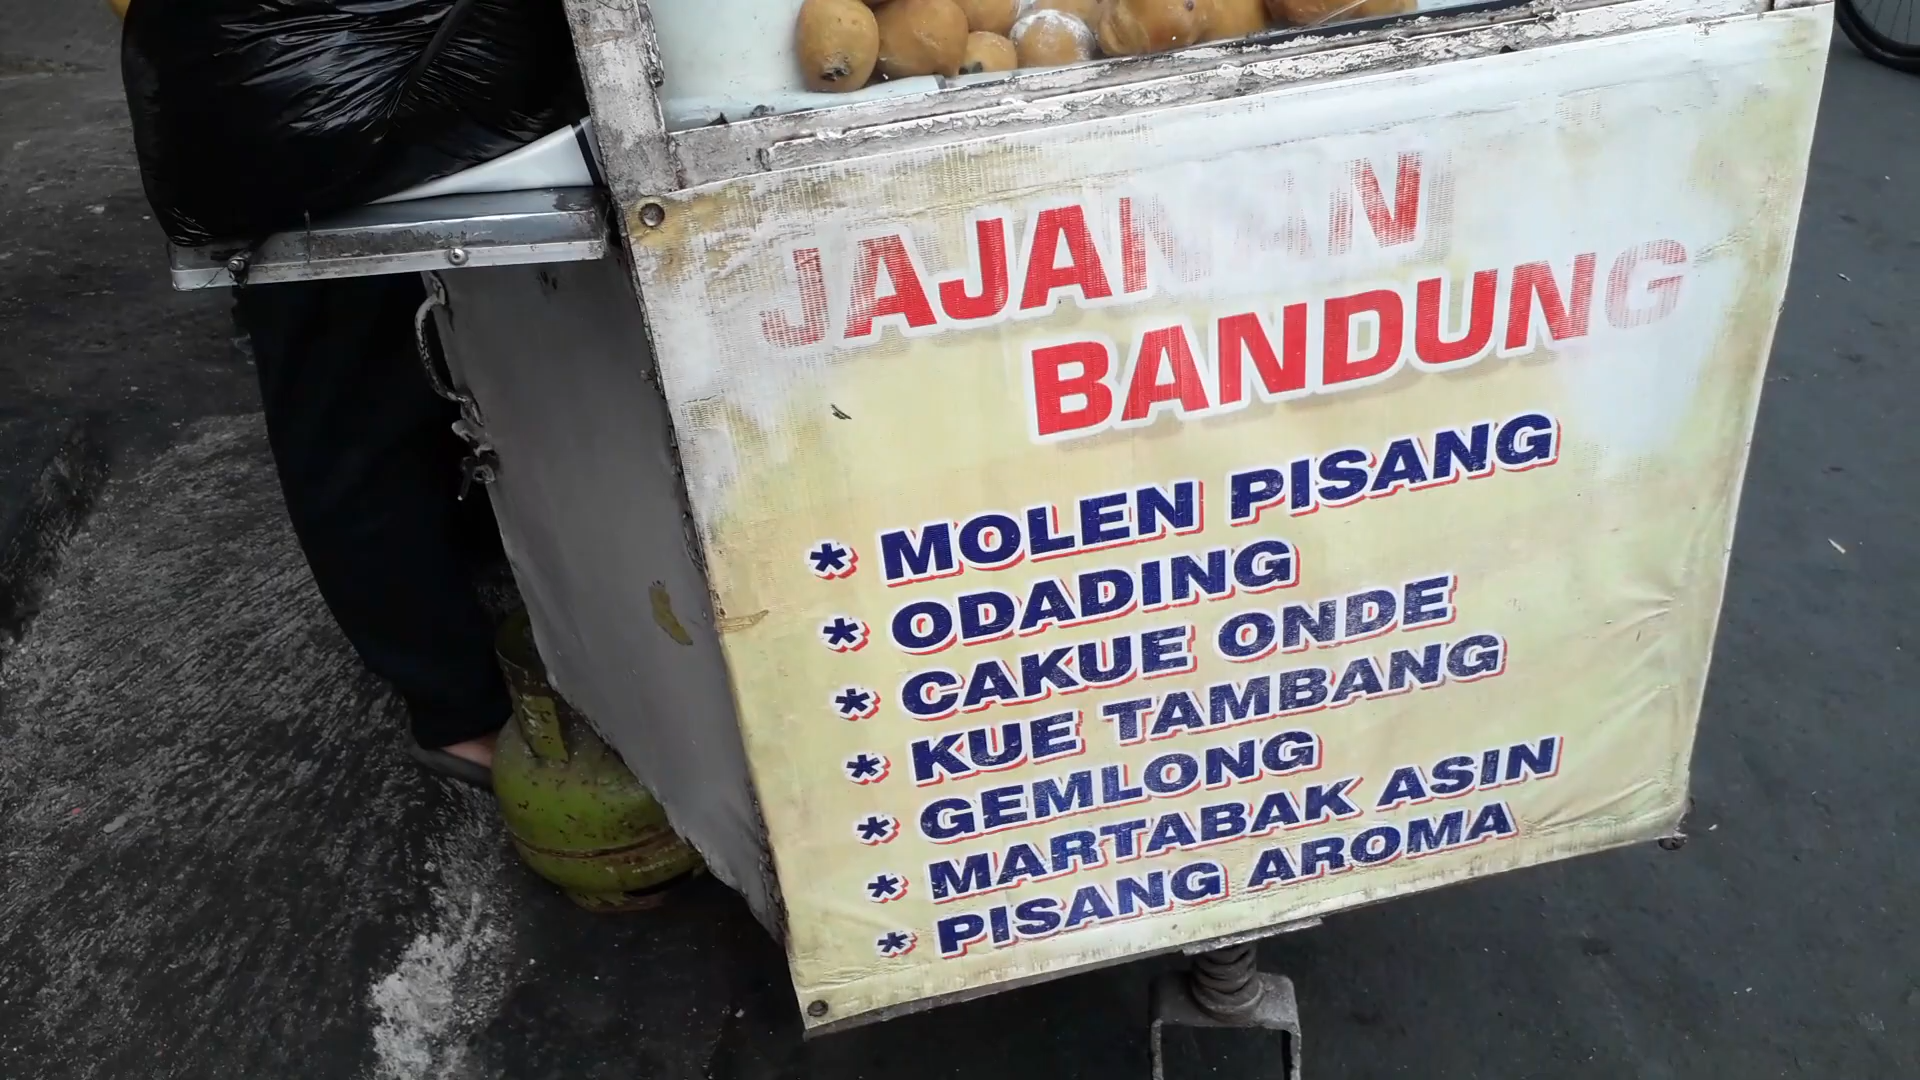 JAJANAN
BANDUNG
* MOLEN PISANG
* ODADING
* CAKUE ONDE
* KUE TAMBANG
* GEMLONG
* MARTABAK ASIN
* PISANG AROMA